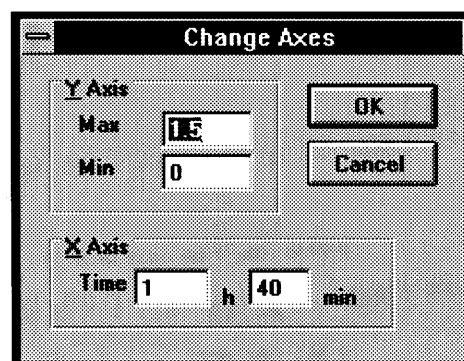 Change Axes
Y Axis
Max 1.5
Min 0
OK
Cancel
X Axis
Time 1 h 40 min